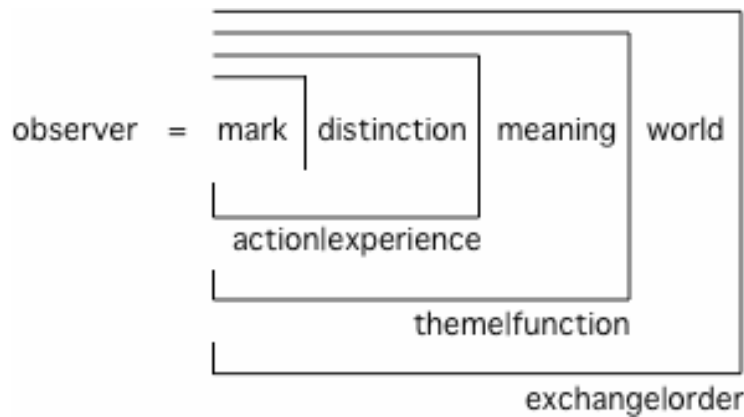 observer = mark distinction meaning world
action|experience
theme|function
exchange|order